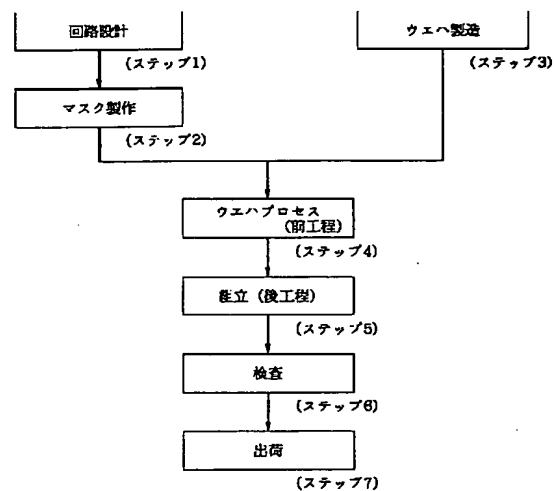 回路設計
(ステップ1)
ウェハ製造
(ステップ3)
マスク製作
(ステップ2)
ウエハプロセス
(前工程)
(ステップ4)
組立(後工程)
(ステップ5)
検査
(ステップ6)
出荷
(ステップ7)